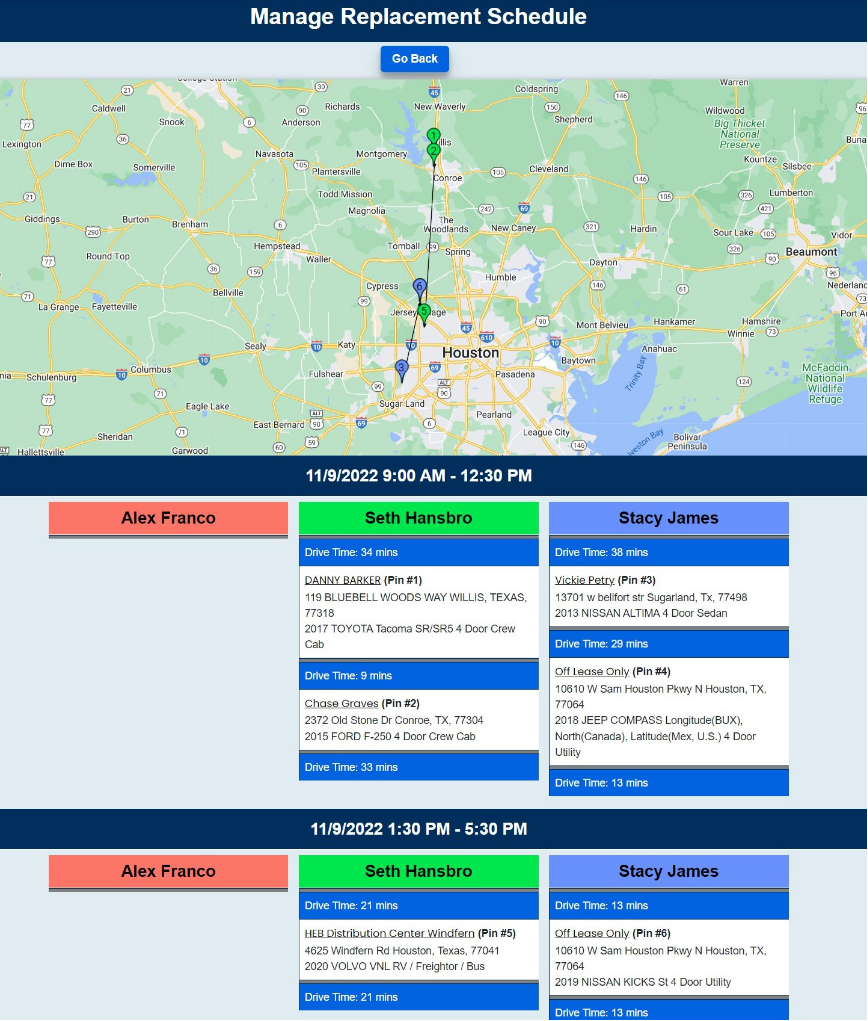 Manage Replacement Schedule
Go Back
College Station
Caldwell
Snook
Anderson
Richards
New Waverly
Coldspring
Shepherd
Warren
Wildwood
Big Thicket
National
Preserve
Lexington
Dime Box
Somerville
Navasota
Plantersville
Montgomery
Willis
Conroe
Cleveland
Kountze
Silsbee
Todd Mission
Magnolia
Lumberton
Giddings
Burton
Brenham
Hempstead
Waller
Tomball
The
Woodlands
Spring
New Caney
Hardin
Sour Lake
Vidor
Round Top
Beaumont
Humble
Dayton
Cypress
Jersey Village
La Grange
Fayetteville
Bellville
Mont Belvieu
Hankamer
Hamshire
Winnie
Nederland
Port Ar
Sealy
Katy
Houston
Anahuac
Baytown
Schulenburg
Columbus
Fulshear
Pasadena
Trinity Bay
McFaddin
National
Wildlife
Refuge
Eagle Lake
Sugar Land
Pearland
Sheridan
East Bernard
League City
Bolivar
Peninsula
Hallettsville
Garwood
11/9/2022 9:00 AM - 12:30 PM
Alex Franco
Seth Hansbro
Drive Time: 34 mins
DANNY BARKER (Pin #1)
119 BLUEBELL WOODS WAY WILLIS, TEXAS,
77318
2017 TOYOTA Tacoma SR/SR5 4 Door Crew
Cab
Drive Time: 9 mins
Chase Graves (Pin #2)
2372 Old Stone Dr Conroe, TX, 77304
2015 FORD F-250 4 Door Crew Cab
Drive Time: 33 mins
Stacy James
Drive Time: 38 mins
Vickie Petry (Pin #3)
13701 w bellfort str Sugarland, Tx, 77498
2013 NISSAN ALTIMA 4 Door Sedan
Drive Time: 29 mins
Off Lease Only (Pin #4)
10610 W Sam Houston Pkwy N Houston, TX,
77064
2018 JEEP COMPASS Longitude(BUX),
North(Canada), Latitude(Mex, U.S.) 4 Door
Utility
Drive Time: 13 mins
11/9/2022 1:30 PM - 5:30 PM
Alex Franco
Seth Hansbro
Drive Time: 21 mins
HEB Distribution Center Windfern (Pin #5)
4625 Windfern Rd Houston, Texas, 77041
2020 VOLVO VNL RV / Freightor / Bus
Drive Time: 21 mins
Stacy James
Drive Time: 13 mins
Off Lease Only (Pin #6)
10610 W Sam Houston Pkwy N Houston, TX,
77064
2019 NISSAN KICKS St 4 Door Utility
Drive Time: 13 mins